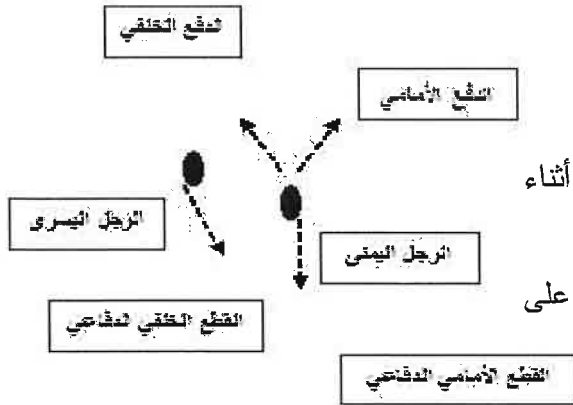 الدفع الخلفي
الدفع الأمامي
أثناء
الرجل اليسرى
الرجل اليمنى
على
القطع الخلفي الدفاعي
القطع الأمامي الدفاعي